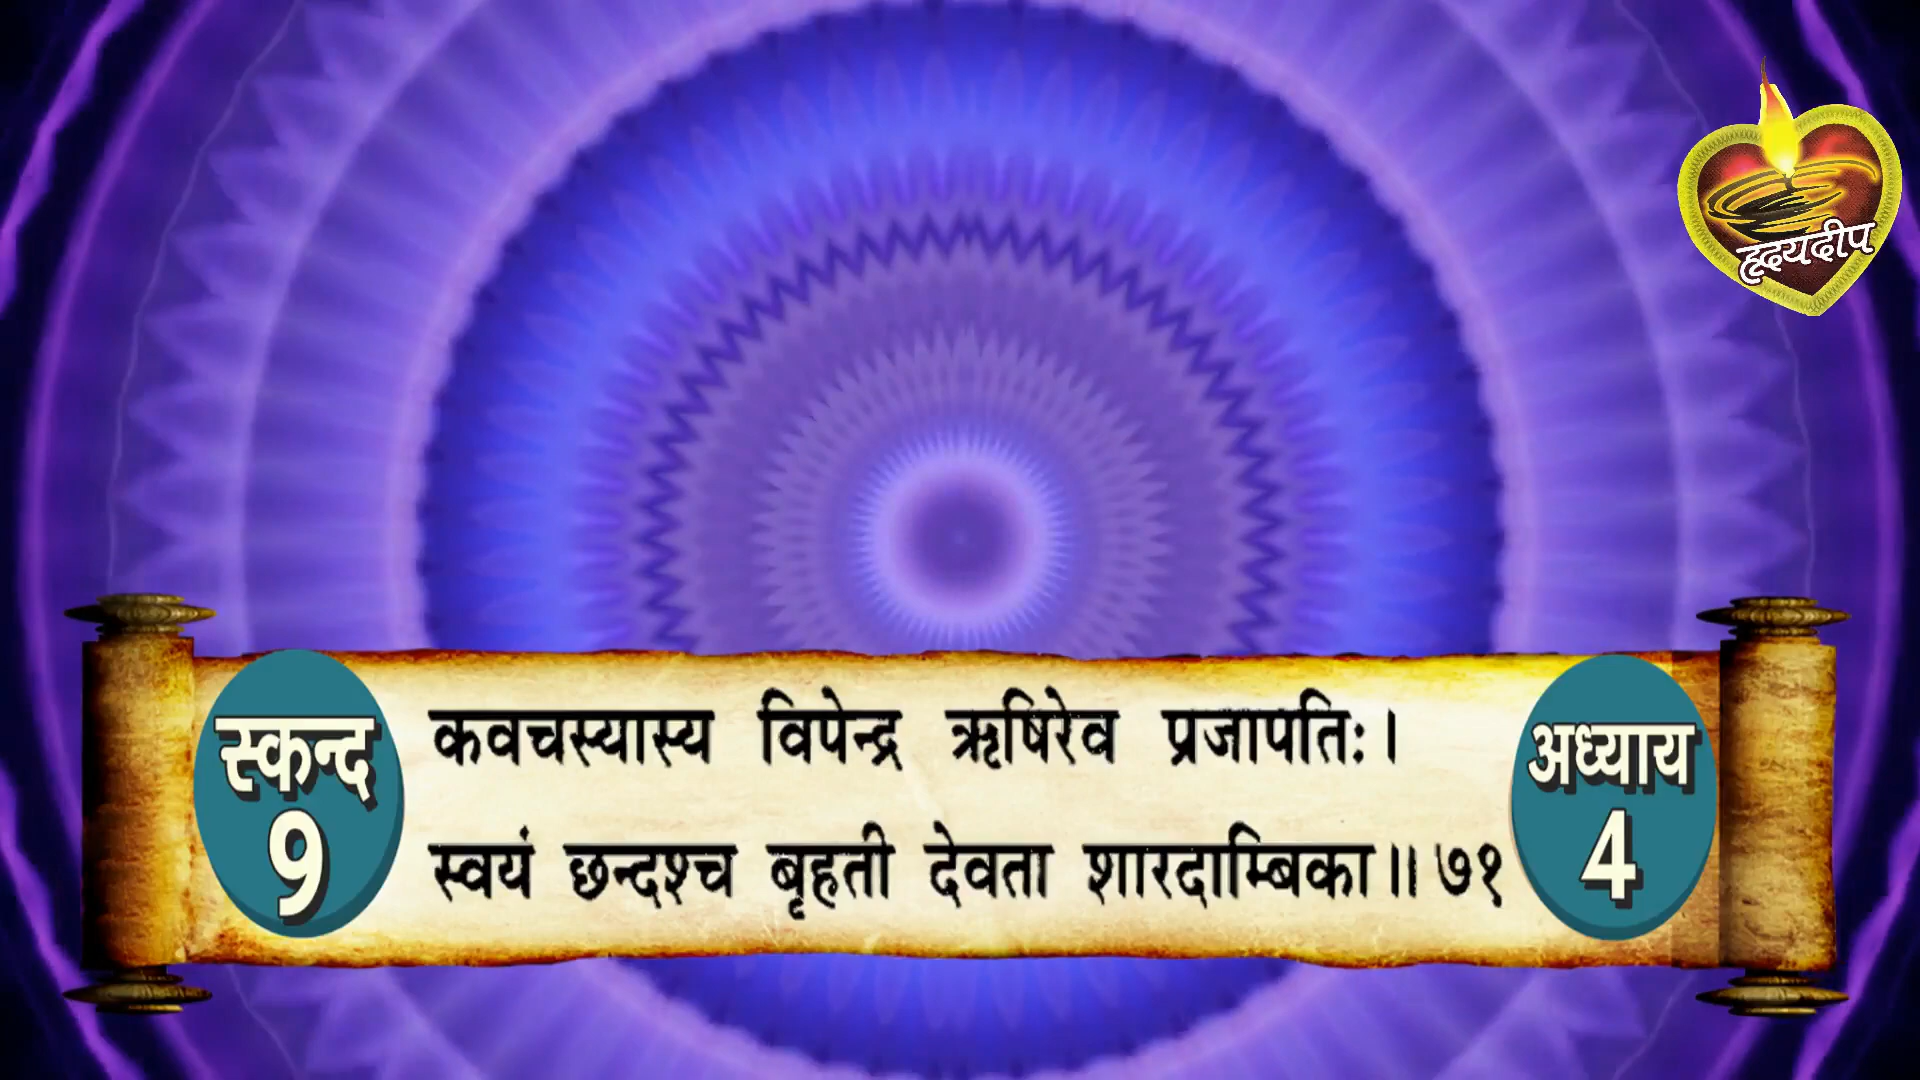 हृदयदीप
स्कन्द
9
कवचस्यास्य विपेन्द्र ऋषिरेव प्रजापतिः।
स्वयं छन्दश्च बृहती देवता शारदाम्बिका॥ ७१
अध्याय
4